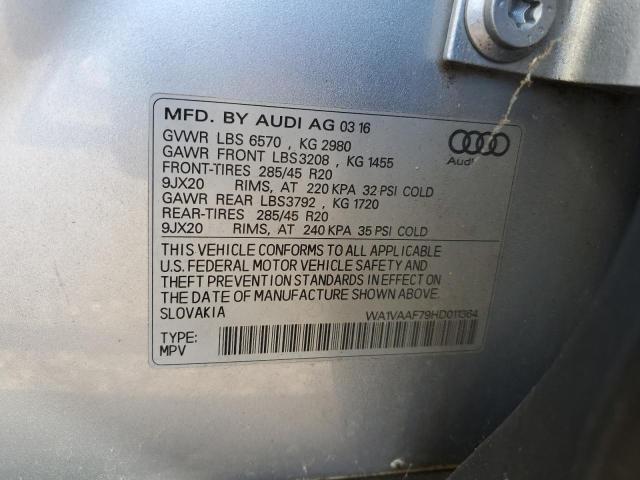 MFD. BY AUDI AG 03 16
GVWR LBS 6570 , KG 2980
GAWR FRONT LBS3208 , KG 1455
FRONT-TIRES 285/45 R20
9JX20 RIMS, AT 220 KPA 32 PSI COLD
GAWR REAR LBS3792 , KG 1720
REAR-TIRES 285/45 R20
9JX20 RIMS, AT 240 KPA 35 PSI COLD
Audi
THIS VEHICLE CONFORMS TO ALL APPLICABLE
U.S. FEDERAL MOTOR VEHICLE SAFETY AND
THEFT PREVENTION STANDARDS IN EFFECT ON
THE DATE OF MANUFACTURE SHOWN ABOVE.
SLOVAKIA WA1VAAF79HD011364
TYPE:
MPV